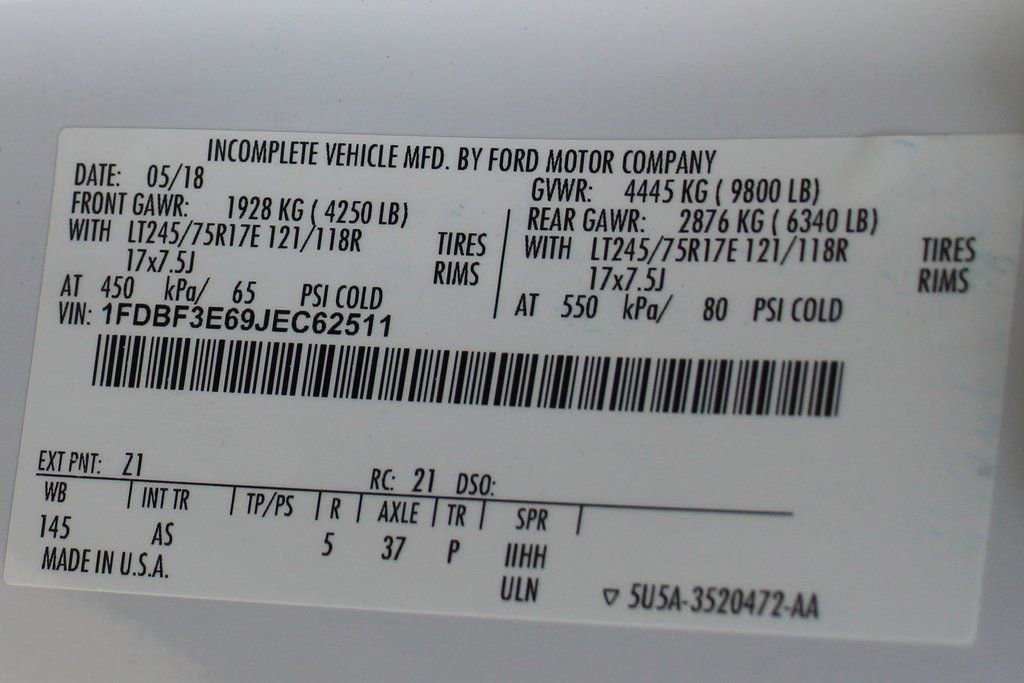 INCOMPLETE VEHICLE MFD. BY FORD MOTOR COMPANY
DATE: 05/18 GVWR: 4445 KG ( 9800 LB)
FRONT GAWR: 1928 KG ( 4250 LB) REAR GAWR: 2876 KG ( 6340 LB)
WITH LT245/75R17E 121/118R TIRES WITH LT245/75R17E 121/118R TIRES
17x7.5J RIMS 17x7.5J RIMS
AT 450 kPa/ 65 PSI COLD AT 550 kPa/ 80 PSI COLD
VIN: 1FDBF3E69JEC62511
EXT PNT: Z1 RC: 21 DSO:
WB INT TR TP/PS R AXLE TR SPR
145 AS 5 37 P IIHH
MADE IN U.S.A. ULN ▽ 5U5A-3520472-AA